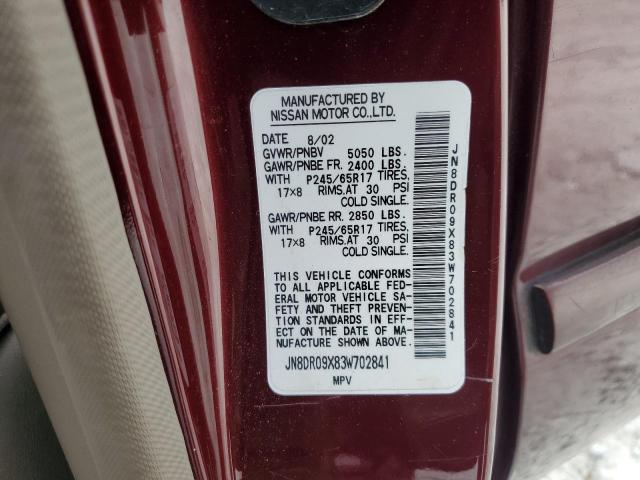 MANUFACTURED BY
NISSAN MOTOR CO.,LTD.
DATE 8/02
GVWR/PNBV 5050 LBS.
GAWR/PNBE FR. 2400 LBS.
WITH P245/65R17 TIRES,
17×8 RIMS,AT 30 PSI
COLD SINGLE.
GAWR/PNBE RR. 2850 LBS.
WITH P245/65R17 TIRES,
17×8 RIMS,AT 30 PSI
COLD SINGLE.
THIS VEHICLE CONFORMS
TO ALL APPLICABLE FED-
ERAL MOTOR VEHICLE SA-
FETY AND THEFT PREVEN-
TION STANDARDS IN EFFECT
ON THE DATE OF MA-
NUFACTURE SHOWN ABOVE.
JN8DR09X83W702841
MPV
JN8DR09X83W702841